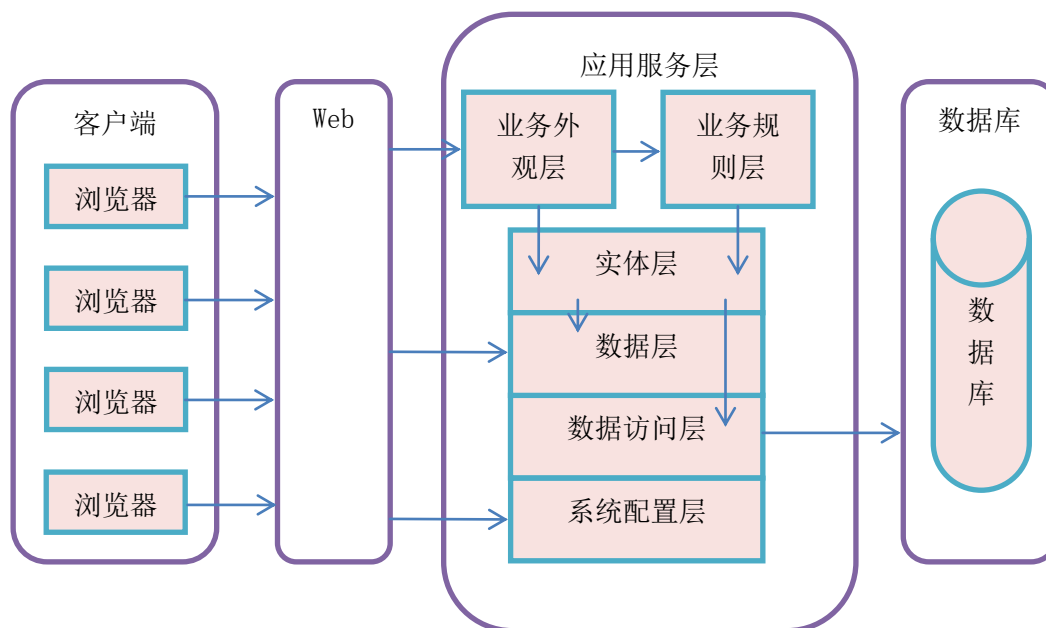 客户端
浏览器
浏览器
浏览器
浏览器
Web
应用服务层
业务外
观层
业务规
则层
实体层
数据层
数据访问层
系统配置层
数据库
数
据
库